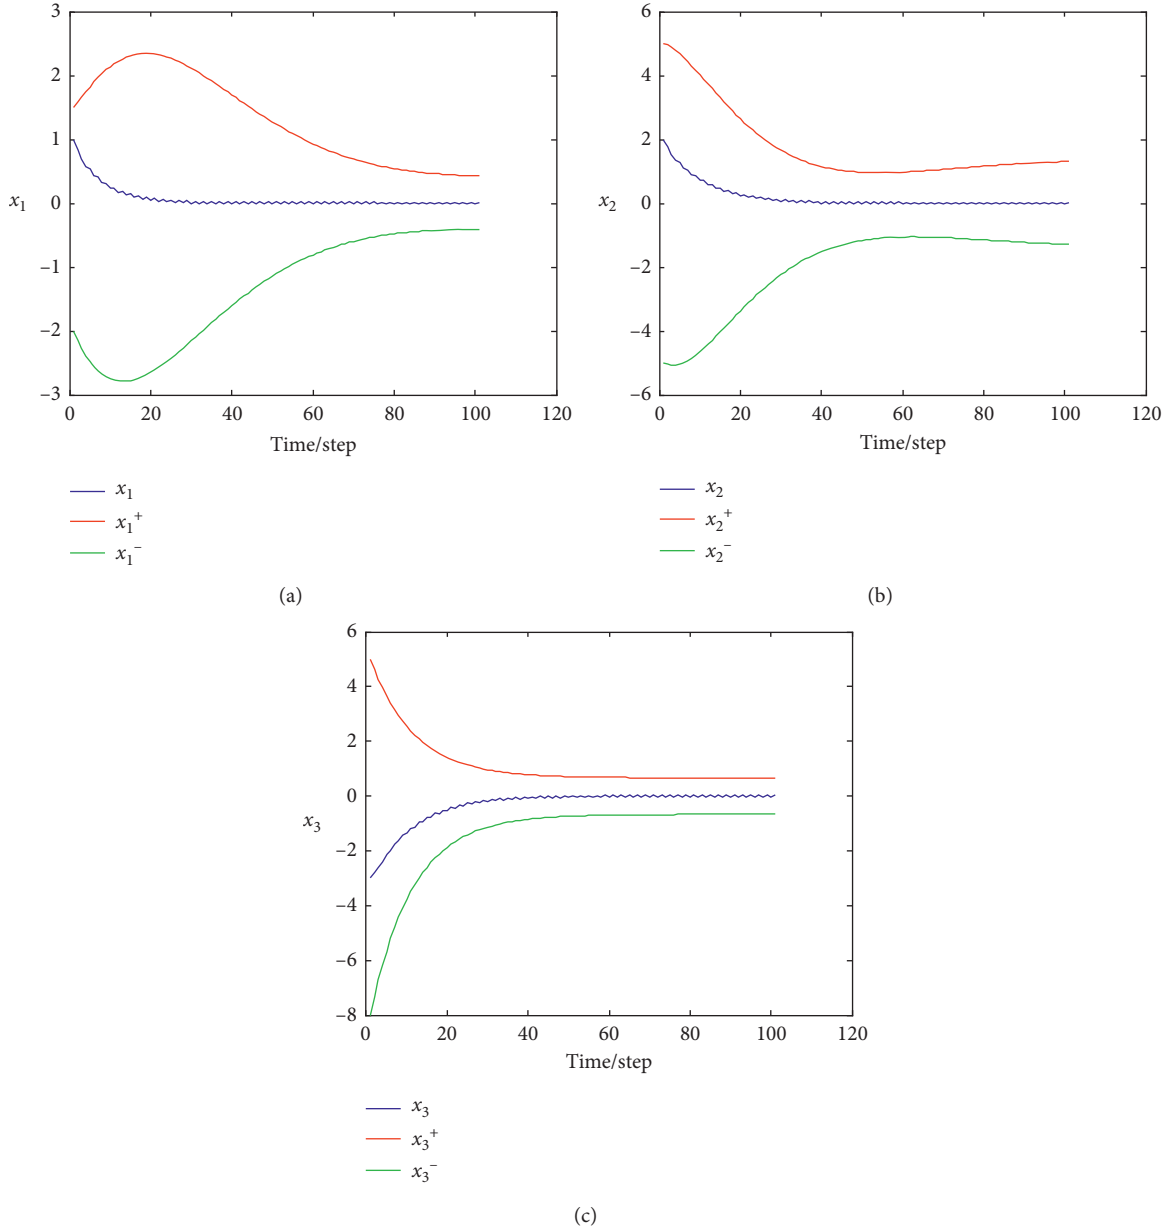 3
2
1
0
−1
−2
−3
x₁
0 20 40 60 80 100 120
Time/step
x₁
x₁⁺
x₁⁻
(a)
6
4
2
0
−2
−4
−6
x₂
0 20 40 60 80 100 120
Time/step
x₂
x₂⁺
x₂⁻
(b)
6
4
2
0
−2
−4
−6
−8
x₃
0 20 40 60 80 100 120
Time/step
x₃
x₃⁺
x₃⁻
(c)